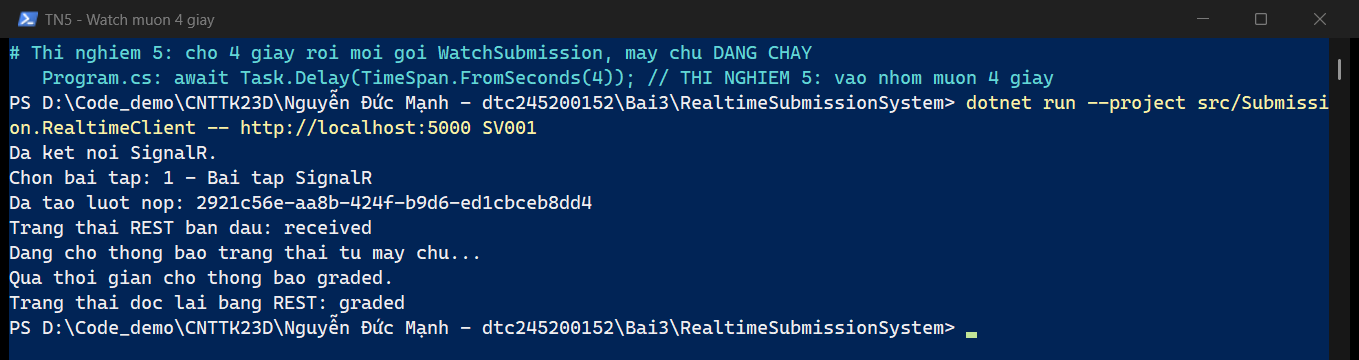 TN5 - Watch muon 4 giay
# Thi nghiem 5: cho 4 giay roi moi goi WatchSubmission, may chu DANG CHAY
Program.cs: await Task.Delay(TimeSpan.FromSeconds(4)); // THI NGHIEM 5: vao nhom muon 4 giay
PS D:\Code_demo\CNTTK23D\Nguyễn Đức Mạnh - dtc245200152\Bai3\RealtimeSubmissionSystem> dotnet run --project src/Submissi
on.RealtimeClient -- http://localhost:5000 SV001
Da ket noi SignalR.
Chon bai tap: 1 - Bai tap SignalR
Da tao luot nop: 2921c56e-aa8b-424f-b9d6-ed1cbceb8dd4
Trang thai REST ban dau: received
Dang cho thong bao trang thai tu may chu...
Qua thoi gian cho thong bao graded.
Trang thai doc lai bang REST: graded
PS D:\Code_demo\CNTTK23D\Nguyễn Đức Mạnh - dtc245200152\Bai3\RealtimeSubmissionSystem>